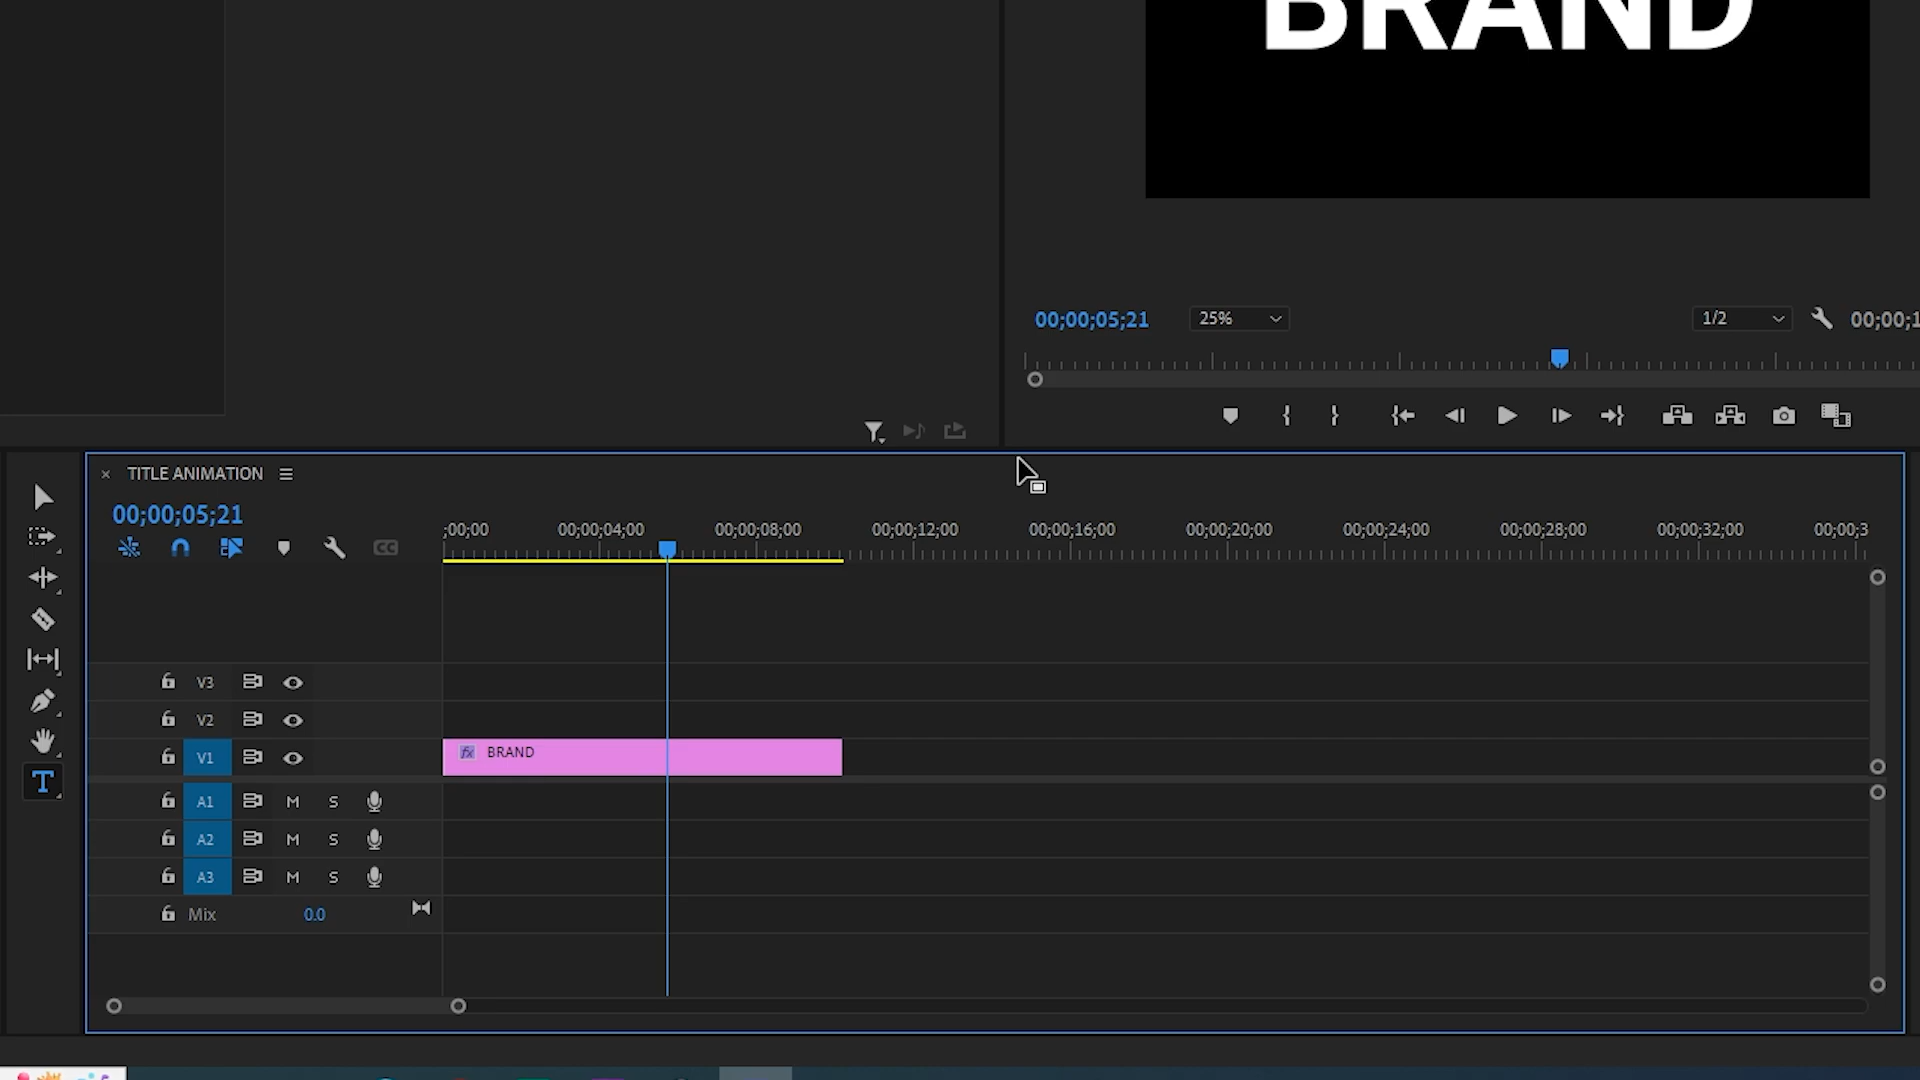 BRAND
00;00;05;21
25%
1/2
00;00;1
TITLE ANIMATION
00;00;05;21
;00;00
00;00;04;00
00;00;08;00
00;00;12;00
00;00;16;00
00;00;20;00
00;00;24;00
00;00;28;00
00;00;32;00
00;00;3
CC
V3
V2
V1
fx BRAND
T
A1 M S
A2 M S
A3 M S
Mix 0.0